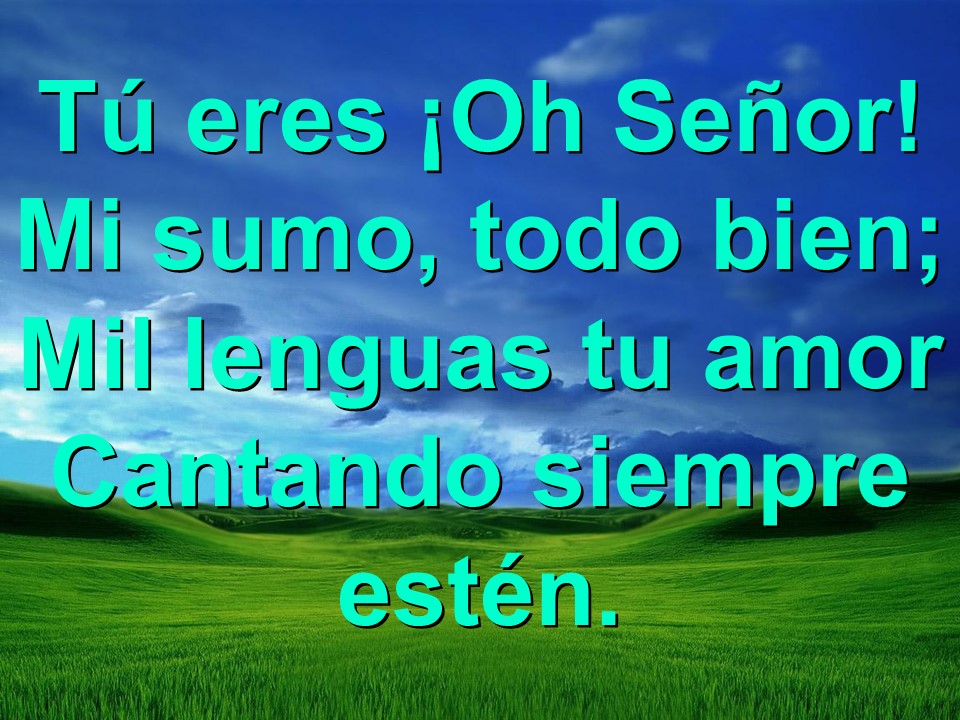 Tú eres ¡Oh Señor!
Mi sumo, todo bien;
Mil lenguas tu amor
Cantando siempre
estén.